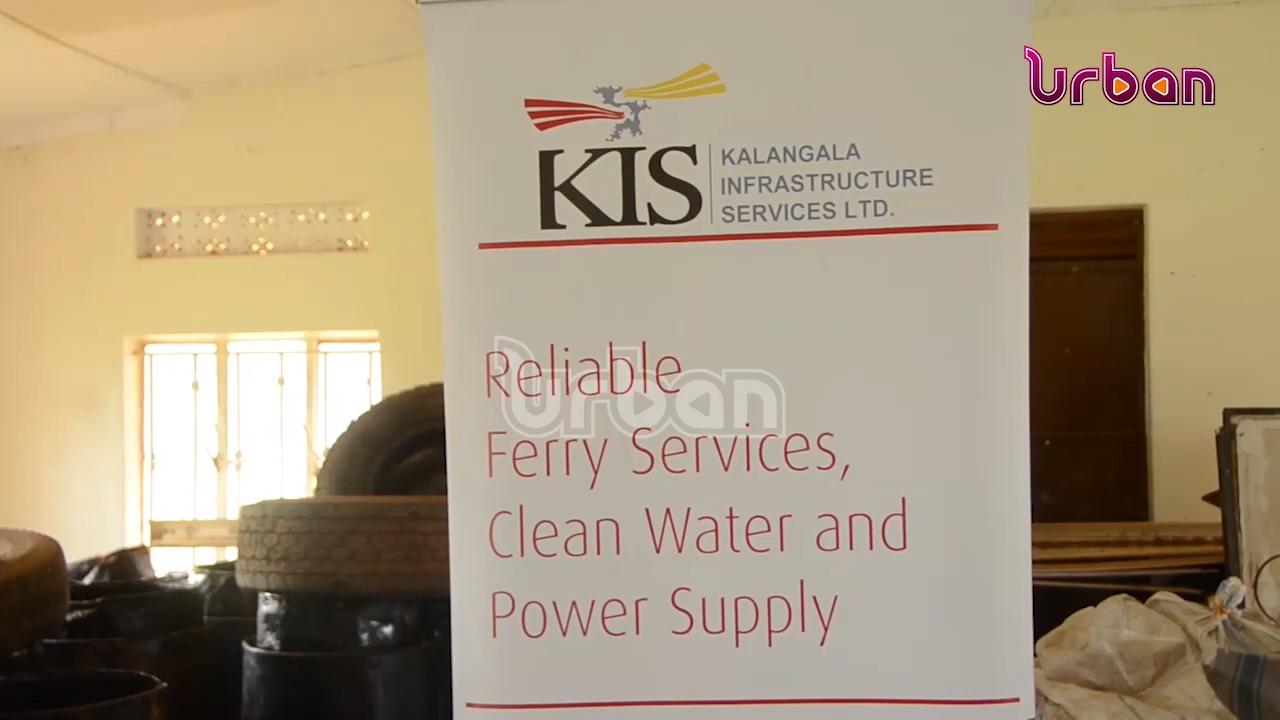 urban
KIS
KALANGALA
INFRASTRUCTURE
SERVICES LTD.
Reliable
urban
Ferry Services,
Clean Water and
Power Supply